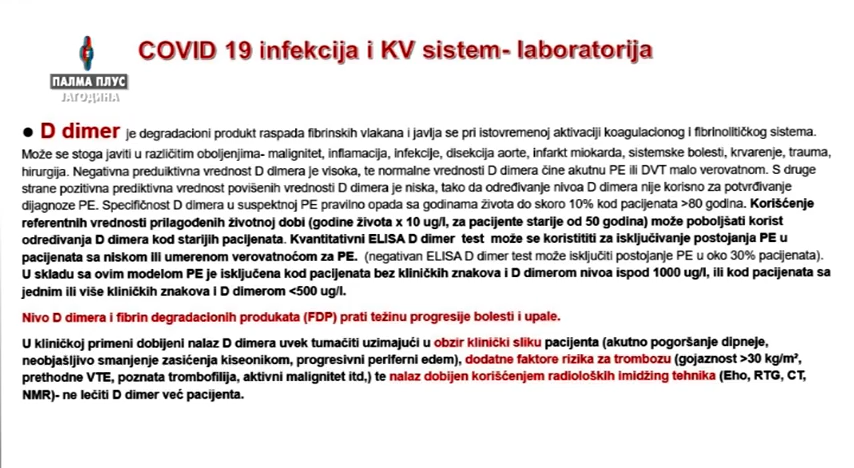 COVID 19 infekcija i KV sistem- laboratorija
ПАЛМА ПЛУС
ЈАГОДИНА
● D dimer je degradacioni produkt raspada fibrinskih vlakana i javlja se pri istovremenoj aktivaciji koagulacionog i fibrinolitičkog sistema.
Može se stoga javiti u različitim oboljenjima- malignitet, inflamacija, infekcije, disekcija aorte, infarkt miokarda, sistemske bolesti, krvarenje, trauma,
hirurgija. Negativna preduiktivna vrednost D dimera je visoka, te normalne vrednosti D dimera čine akutnu PE ili DVT malo verovatnom. S druge
strane pozitivna prediktivna vrednost povišenih vrednosti D dimera je niska, tako da određivanje nivoa D dimera nije korisno za potvrđivanje
dijagnoze PE. Specifičnost D dimera u suspektnoj PE pravilno opada sa godinama života do skoro 10% kod pacijenata >80 godina. Korišćenje
referentnih vrednosti prilagođenih životnoj dobi (godine života x 10 ug/l, za pacijente starije od 50 godina) može poboljšati korist
određivanja D dimera kod starijih pacijenata. Kvantitativni ELISA D dimer test može se koristititi za isključivanje postojanja PE u
pacijenata sa niskom ili umerenom verovatnoćom za PE. (negativan ELISA D dimer test može isključiti postojanje PE u oko 30% pacijenata).
U skladu sa ovim modelom PE je isključena kod pacijenata bez kliničkih znakova i D dimerom nivoa ispod 1000 ug/l, ili kod pacijenata sa
jednim ili više kliničkih znakova i D dimerom <500 ug/l.
Nivo D dimera i fibrin degradacionih produkata (FDP) prati težinu progresije bolesti i upale.
U kliničkoj primeni dobijeni nalaz D dimera uvek tumačiti uzimajući u obzir kliničkj sliku pacijenta (akutno pogoršanje dipneje,
neobjašljivo smanjenje zasićenja kiseonikom, progresivni periferni edem), dodatne faktore rizika za trombozu (gojaznost >30 kg/m²,
prethodne VTE, poznata trombofilija, aktivni malignitet itd,) te nalaz dobijen korišćenjem radioloških imidžing tehnika (Eho, RTG, CT,
NMR)- ne lečiti D dimer već pacijenta.